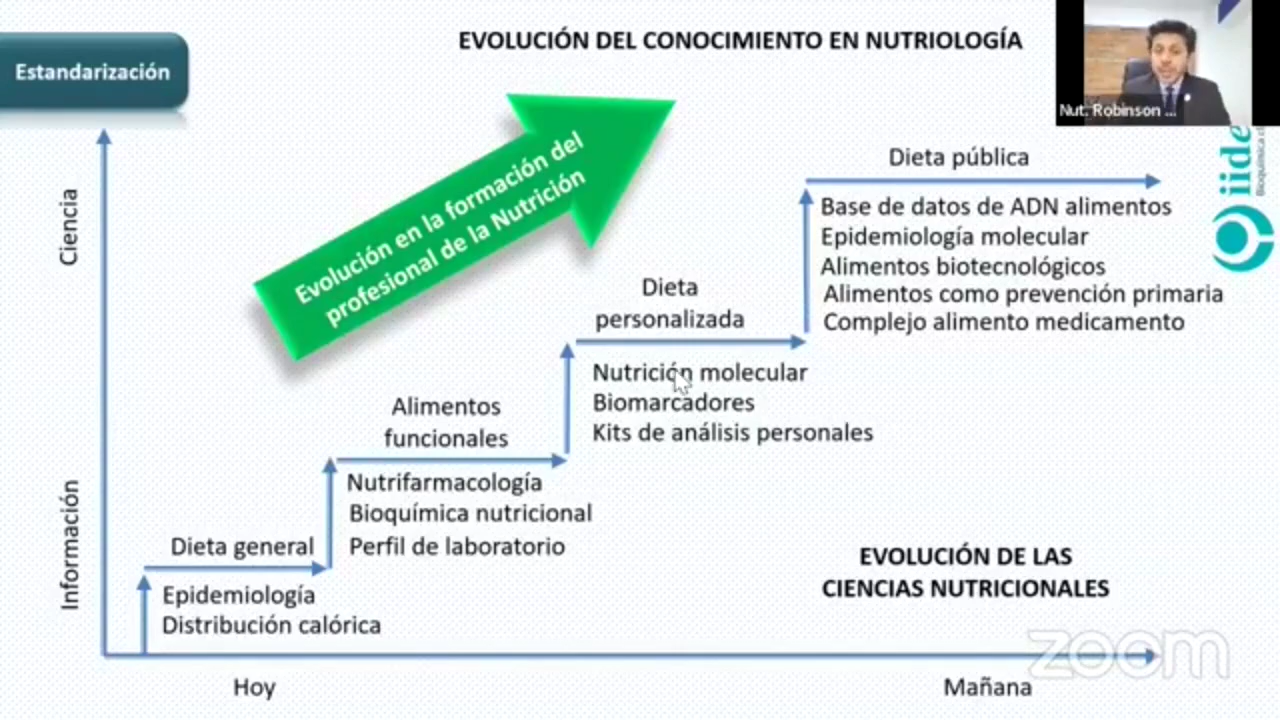 EVOLUCIÓN DEL CONOCIMIENTO EN NUTRIOLOGÍA
Estandarización
Nut. Robinson ...
iide
Bioquímica
Ciencia
Información
Evolución en la formación del
profesional de la Nutrición
Dieta pública
Base de datos de ADN alimentos
Epidemiología molecular
Alimentos biotecnológicos
Alimentos como prevención primaria
Complejo alimento medicamento
Dieta
personalizada
Nutrición molecular
Biomarcadores
Kits de análisis personales
Alimentos
funcionales
Nutrifarmacología
Bioquímica nutricional
Perfil de laboratorio
Dieta general
Epidemiología
Distribución calórica
EVOLUCIÓN DE LAS
CIENCIAS NUTRICIONALES
zoom
Hoy
Mañana